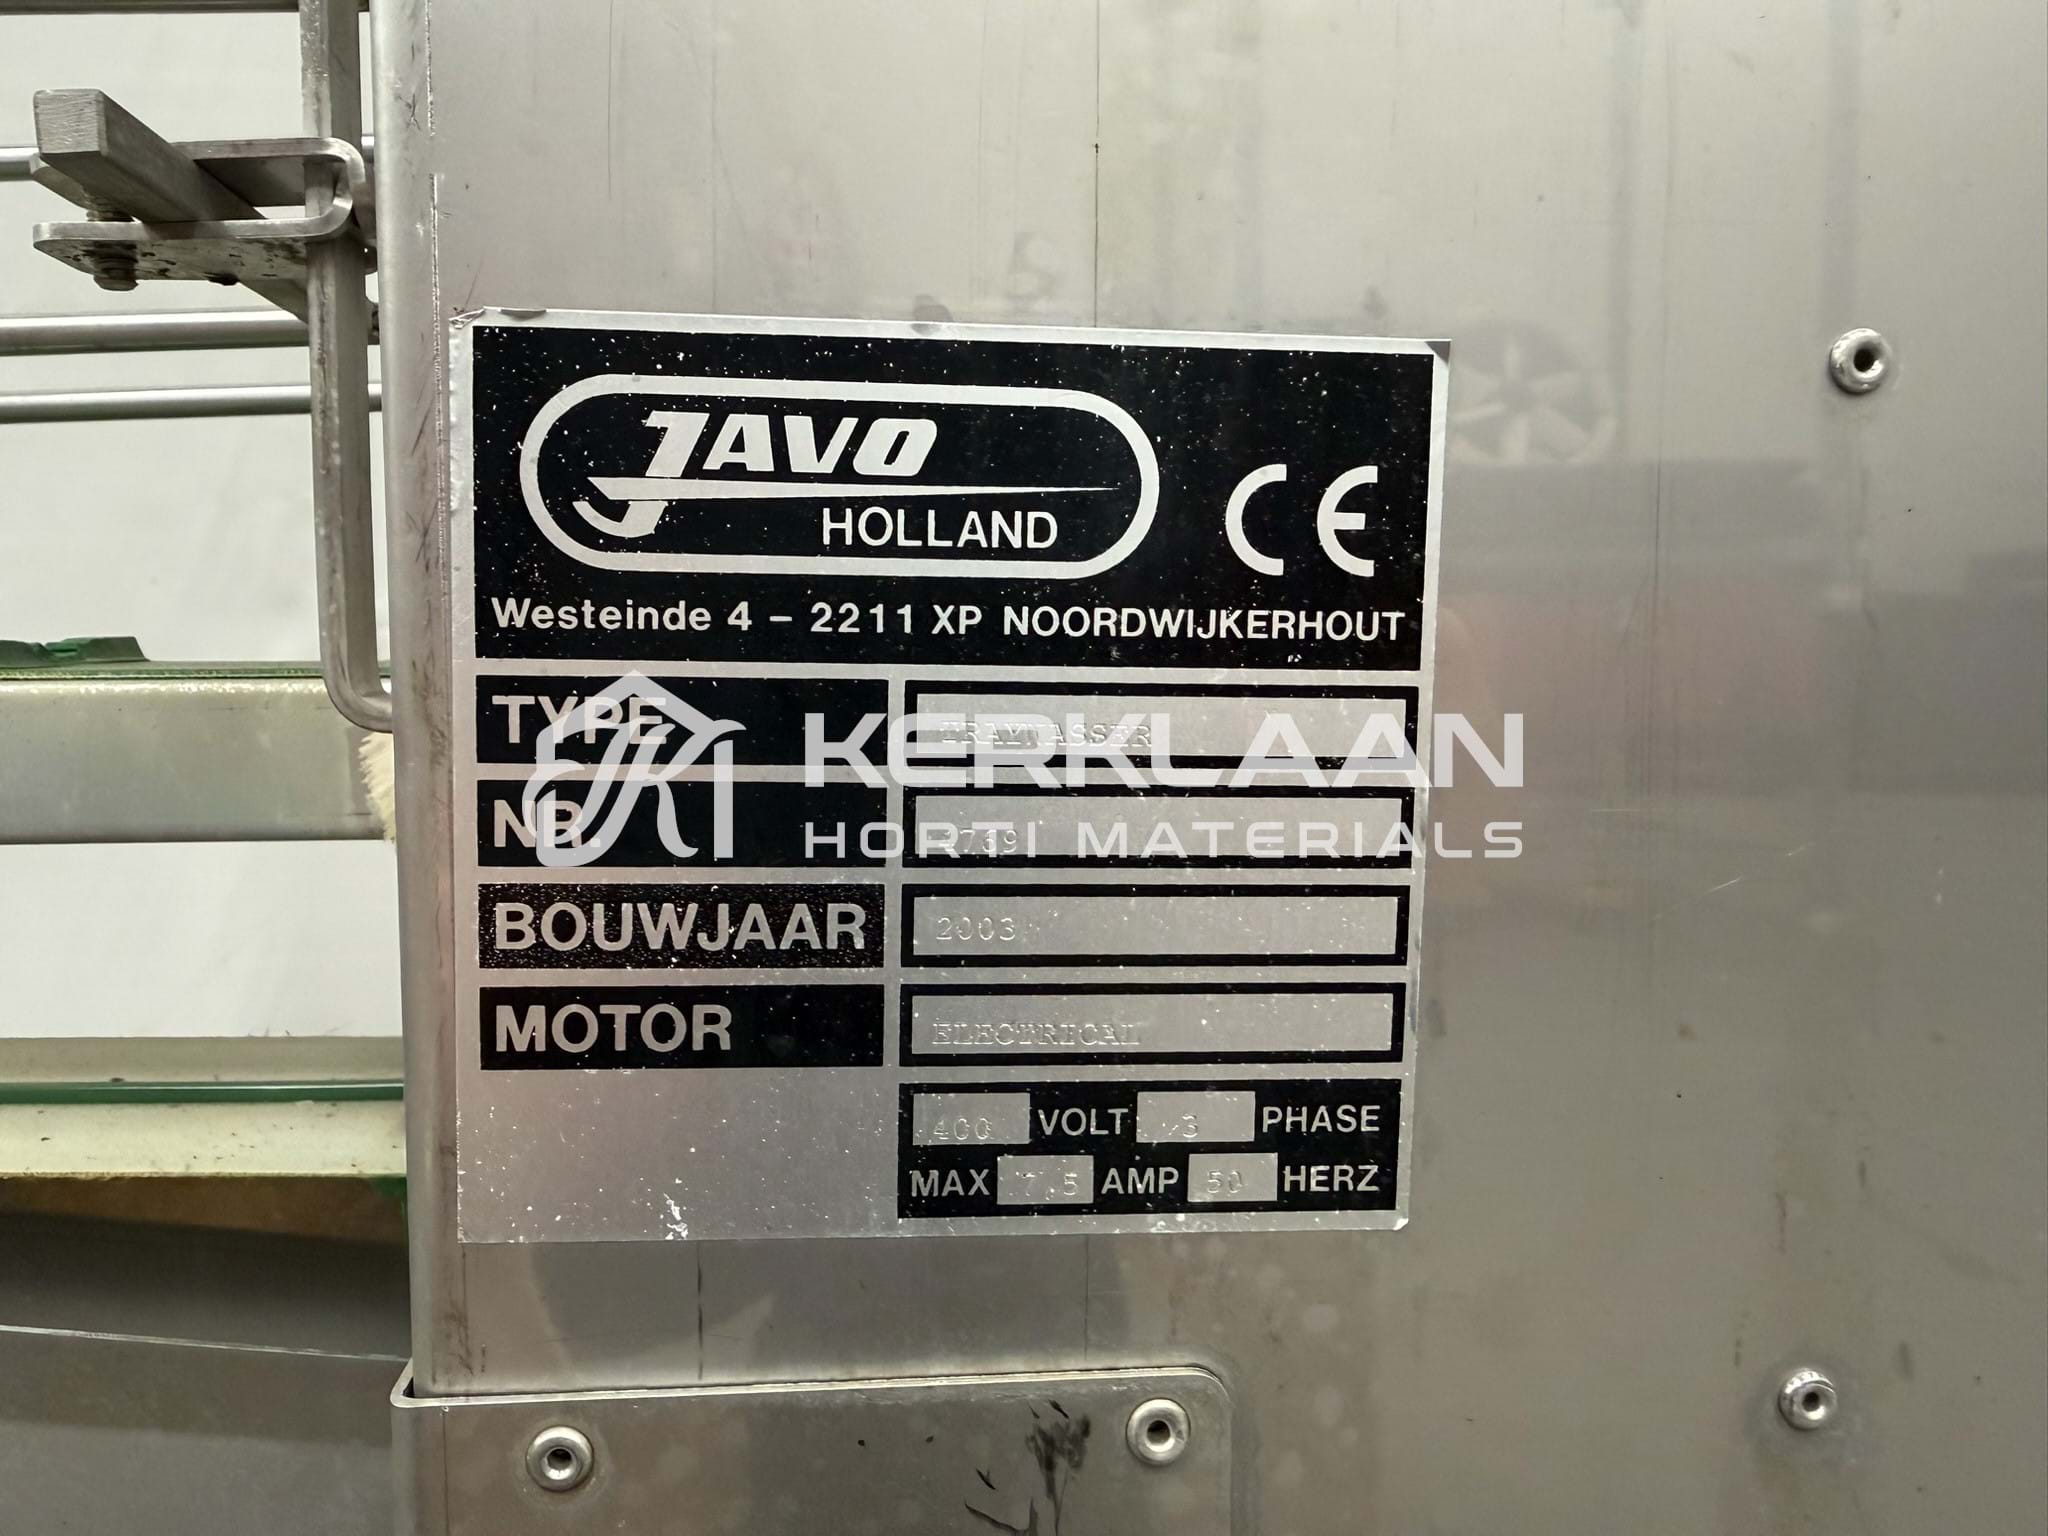 JAVO
HOLLAND
CE
Westeinde 4 - 2211 XP NOORDWIJKERHOUT
TYPE TRAYWASSER
NR.
BOUWJAAR 2003
MOTOR ELECTRICAL
400 VOLT 3 PHASE
MAX 7,5 AMP 50 HERZ
KERKLAAN
HORTI MATERIALS